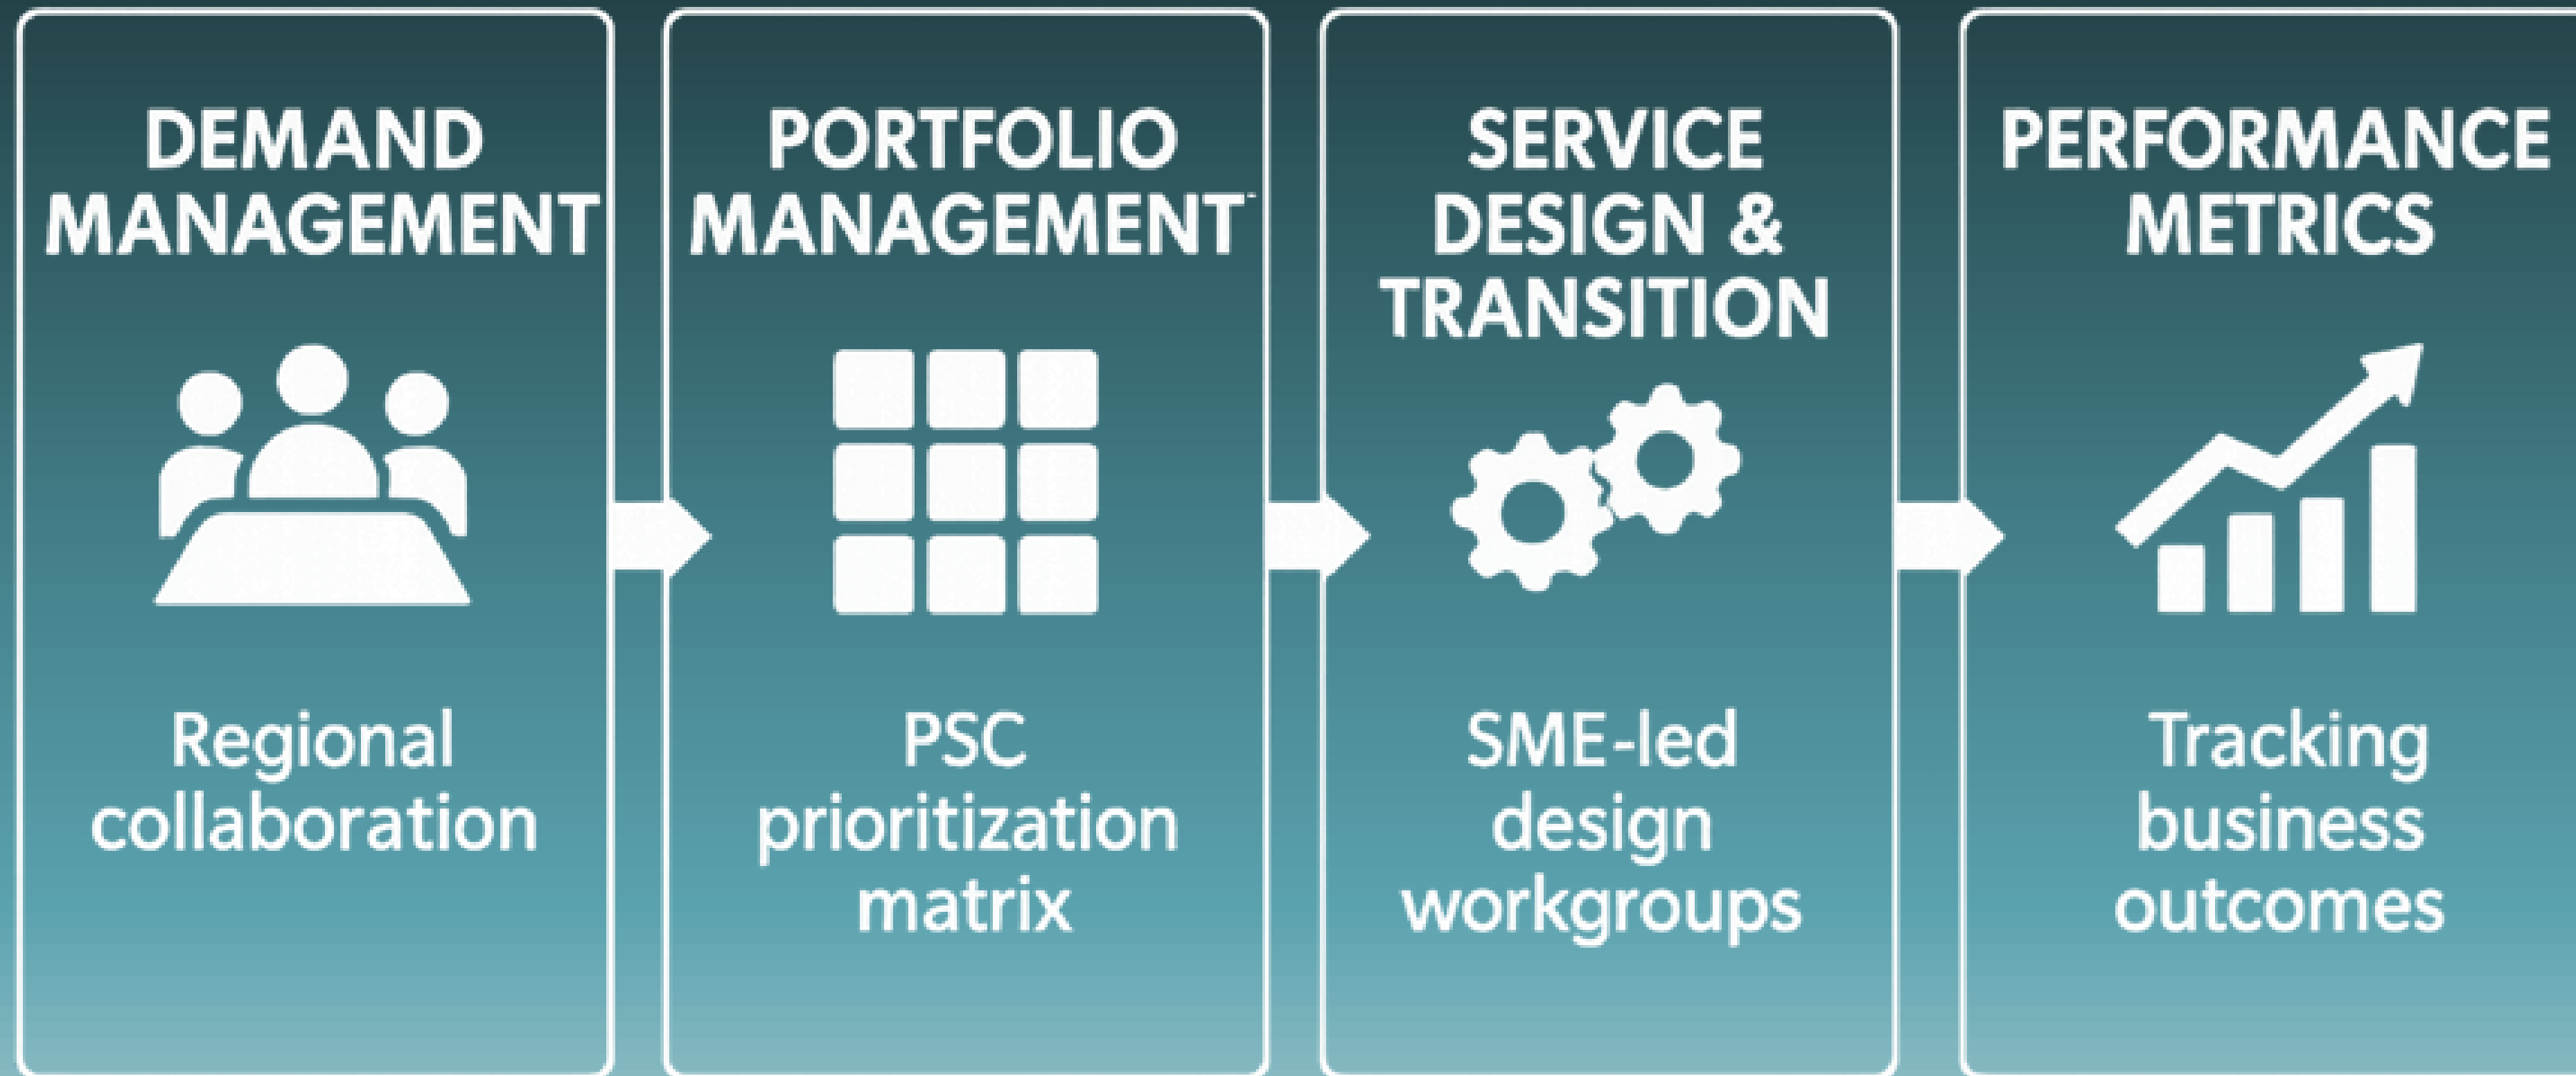 DEMAND
MANAGEMENT
Regional
collaboration
PORTFOLIO
MANAGEMENT
PSC
prioritization
matrix
SERVICE
DESIGN &
TRANSITION
SME-led
design
workgroups
PERFORMANCE
METRICS
Tracking
business
outcomes